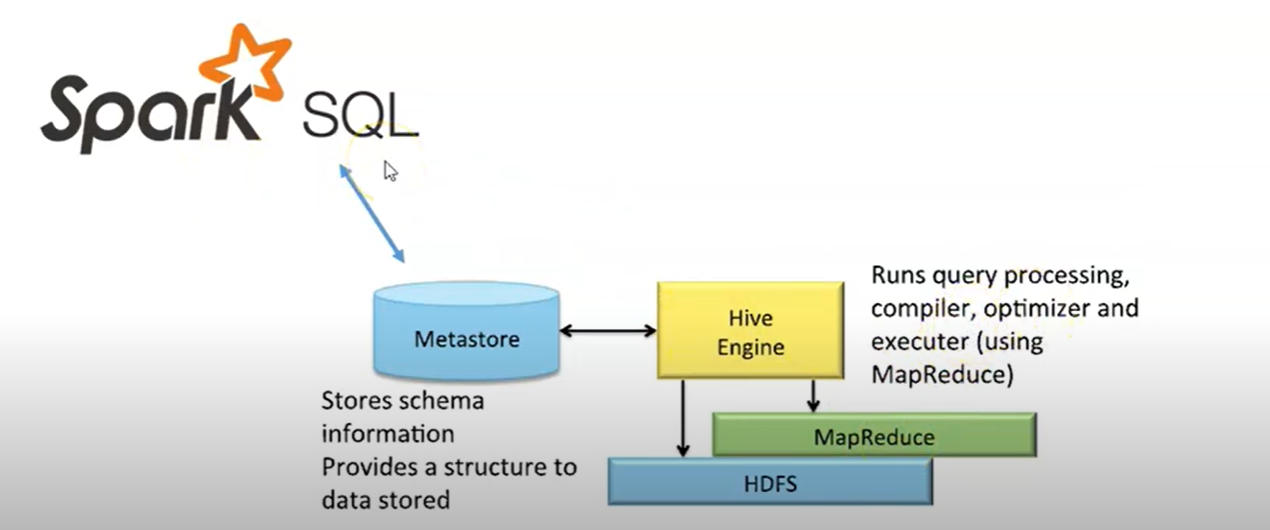 Spark SQL
Metastore
Stores schema
information
Provides a structure to
data stored
Hive
Engine
Runs query processing,
compiler, optimizer and
executer (using
MapReduce)
MapReduce
HDFS